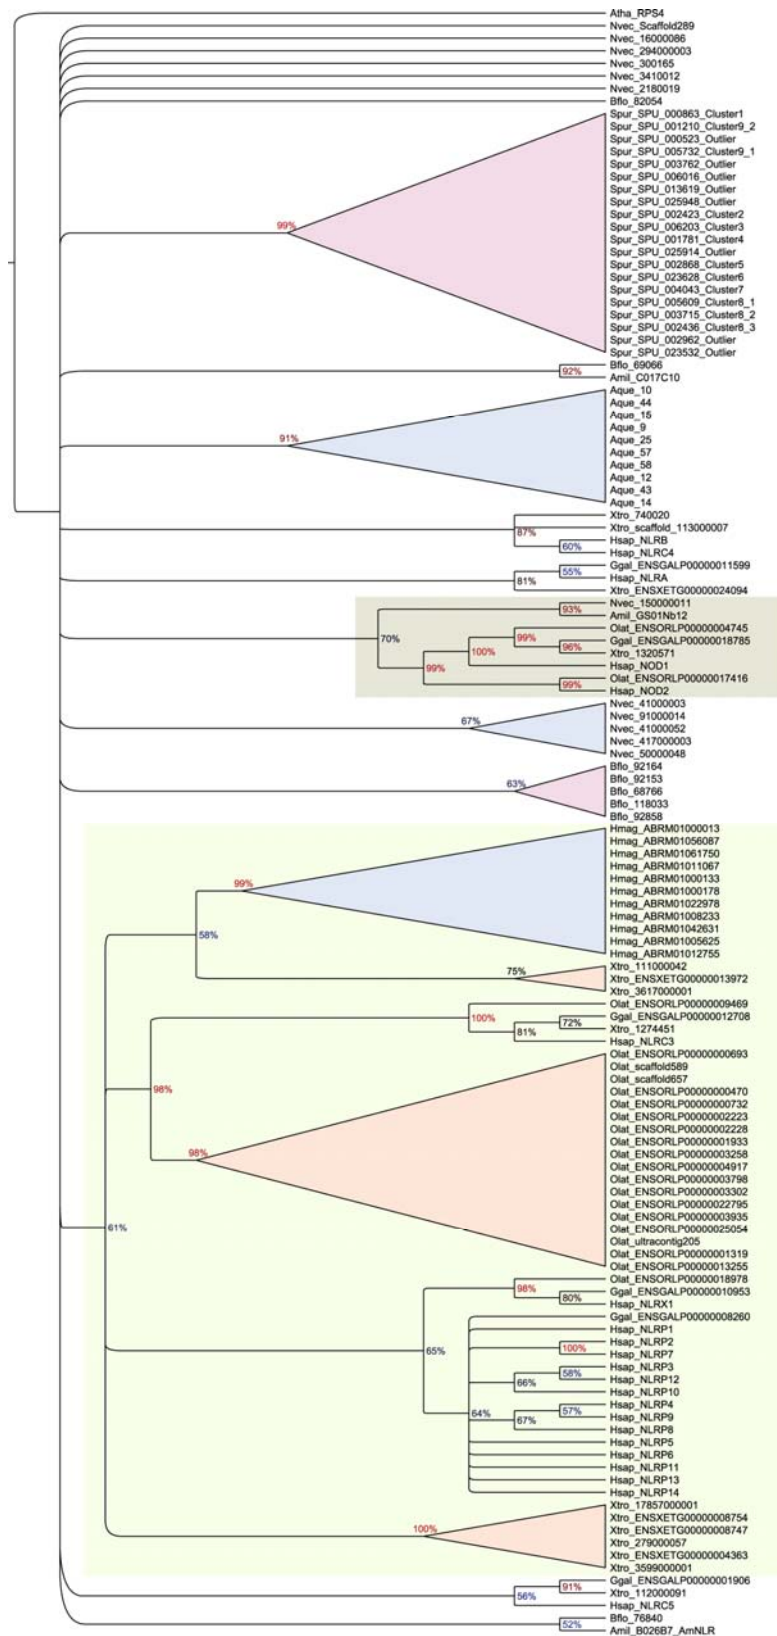 Atha_RPS4
Nvec_Scaffold289
Nvec_16000086
Nvec_294000003
Nvec_300165
Nvec_3410012
Nvec_2180019
Bflo_82054
Spur_SPU_000863_Cluster1
Spur_SPU_001210_Cluster9_2
Spur_SPU_000523_Outlier
Spur_SPU_005732_Cluster9_1
Spur_SPU_003762_Outlier
Spur_SPU_006016_Outlier
Spur_SPU_013619_Outlier
Spur_SPU_025948_Outlier
Spur_SPU_002423_Cluster2
99% Spur_SPU_006203_Cluster3
Spur_SPU_001781_Cluster4
Spur_SPU_025914_Outlier
Spur_SPU_002868_Cluster5
Spur_SPU_023628_Cluster6
Spur_SPU_004043_Cluster7
Spur_SPU_005609_Cluster8_1
Spur_SPU_003715_Cluster8_2
Spur_SPU_002436_Cluster8_3
Spur_SPU_002962_Outlier
Spur_SPU_023532_Outlier
Bflo_69066
92%
Amil_C017C10
Aque_10
Aque_44
Aque_15
Aque_9
91% Aque_25
Aque_57
Aque_58
Aque_12
Aque_43
Aque_14
Xtro_740020
Xtro_scaffold_113000007
87%
Hsap_NLRB
60%
Hsap_NLRC4
Ggal_ENSGALP00000011599
55%
Hsap_NLRA
81%
Xtro_ENSXETG00000024094
Nvec_150000011
93%
Amil_GS01Nb12
Olat_ENSORLP00000004745
70% 99%
Ggal_ENSGALP00000018785
100% 96%
Xtro_1320571
Hsap_NOD1
99%
Olat_ENSORLP00000017416
99%
Hsap_NOD2
Nvec_41000003
Nvec_91000014
67% Nvec_41000052
Nvec_417000003
Nvec_50000048
Bflo_92164
Bflo_92153
63% Bflo_68766
Bflo_118033
Bflo_92858
Hmag_ABRM01000013
Hmag_ABRM01056087
Hmag_ABRM01061750
Hmag_ABRM01011067
99% Hmag_ABRM01000133
Hmag_ABRM01000178
Hmag_ABRM01022978
Hmag_ABRM01008233
58%
Hmag_ABRM01042631
Hmag_ABRM01005625
Hmag_ABRM01012755
Xtro_111000042
75% Xtro_ENSXETG00000013972
Xtro_3617000001
Olat_ENSORLP00000009469
100% Ggal_ENSGALP00000012708
72%
Xtro_1274451
81%
Hsap_NLRC3
Olat_ENSORLP00000000693
Olat_scaffold589
Olat_scaffold657
98% Olat_ENSORLP00000000470
Olat_ENSORLP00000000732
Olat_ENSORLP00000002223
Olat_ENSORLP00000002228
Olat_ENSORLP00000001933
98% Olat_ENSORLP00000003258
Olat_ENSORLP00000004917
Olat_ENSORLP00000003798
Olat_ENSORLP00000003302
Olat_ENSORLP00000022795
Olat_ENSORLP00000003935
61% Olat_ENSORLP00000025054
Olat_ultracontig205
Olat_ENSORLP00000001319
Olat_ENSORLP00000013255
Olat_ENSORLP00000018978
98% Ggal_ENSGALP00000010953
80%
Hsap_NLRX1
Ggal_ENSGALP00000008260
Hsap_NLRP1
Hsap_NLRP2
65% 100%
Hsap_NLRP7
Hsap_NLRP3
58%
Hsap_NLRP12
66%
Hsap_NLRP10
Hsap_NLRP4
57%
64% Hsap_NLRP9
67%
Hsap_NLRP8
Hsap_NLRP5
Hsap_NLRP6
Hsap_NLRP11
Hsap_NLRP13
Hsap_NLRP14
Xtro_17857000001
Xtro_ENSXETG00000008754
100% Xtro_ENSXETG00000008747
Xtro_279000057
Xtro_ENSXETG00000004363
Xtro_3599000001
Ggal_ENSGALP00000001906
91%
Xtro_112000091
56%
Hsap_NLRC5
Bflo_76840
52%
Amil_B026B7_AmNLR